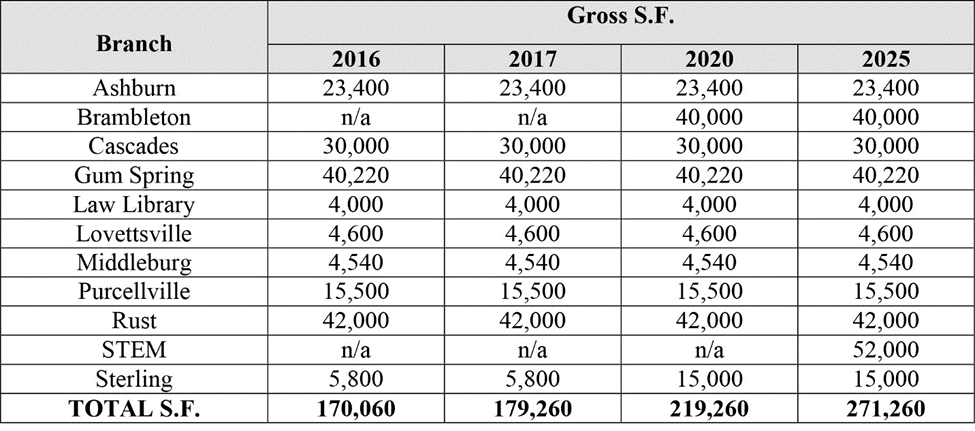 Branch Gross S.F.
2016 2017 2020 2025
Ashburn 23,400 23,400 23,400 23,400
Brambleton n/a n/a 40,000 40,000
Cascades 30,000 30,000 30,000 30,000
Gum Spring 40,220 40,220 40,220 40,220
Law Library 4,000 4,000 4,000 4,000
Lovettsville 4,600 4,600 4,600 4,600
Middleburg 4,540 4,540 4,540 4,540
Purcellville 15,500 15,500 15,500 15,500
Rust 42,000 42,000 42,000 42,000
STEM n/a n/a n/a 52,000
Sterling 5,800 5,800 15,000 15,000
TOTAL S.F. 170,060 179,260 219,260 271,260